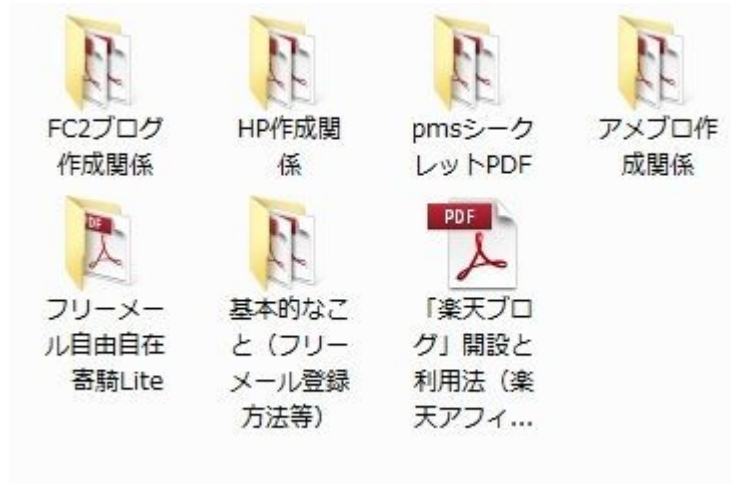 FC2ブログ
作成関係
HP作成関
係
pmsシーク
レットPDF
アメブロ作
成関係
PDF
フリーメー
ル自由自在
寄騎Lite
基本的なこ
と（フリー
メール登録
方法等）
PDF
「楽天ブロ
グ」開設と
利用法（楽
天アフィ...